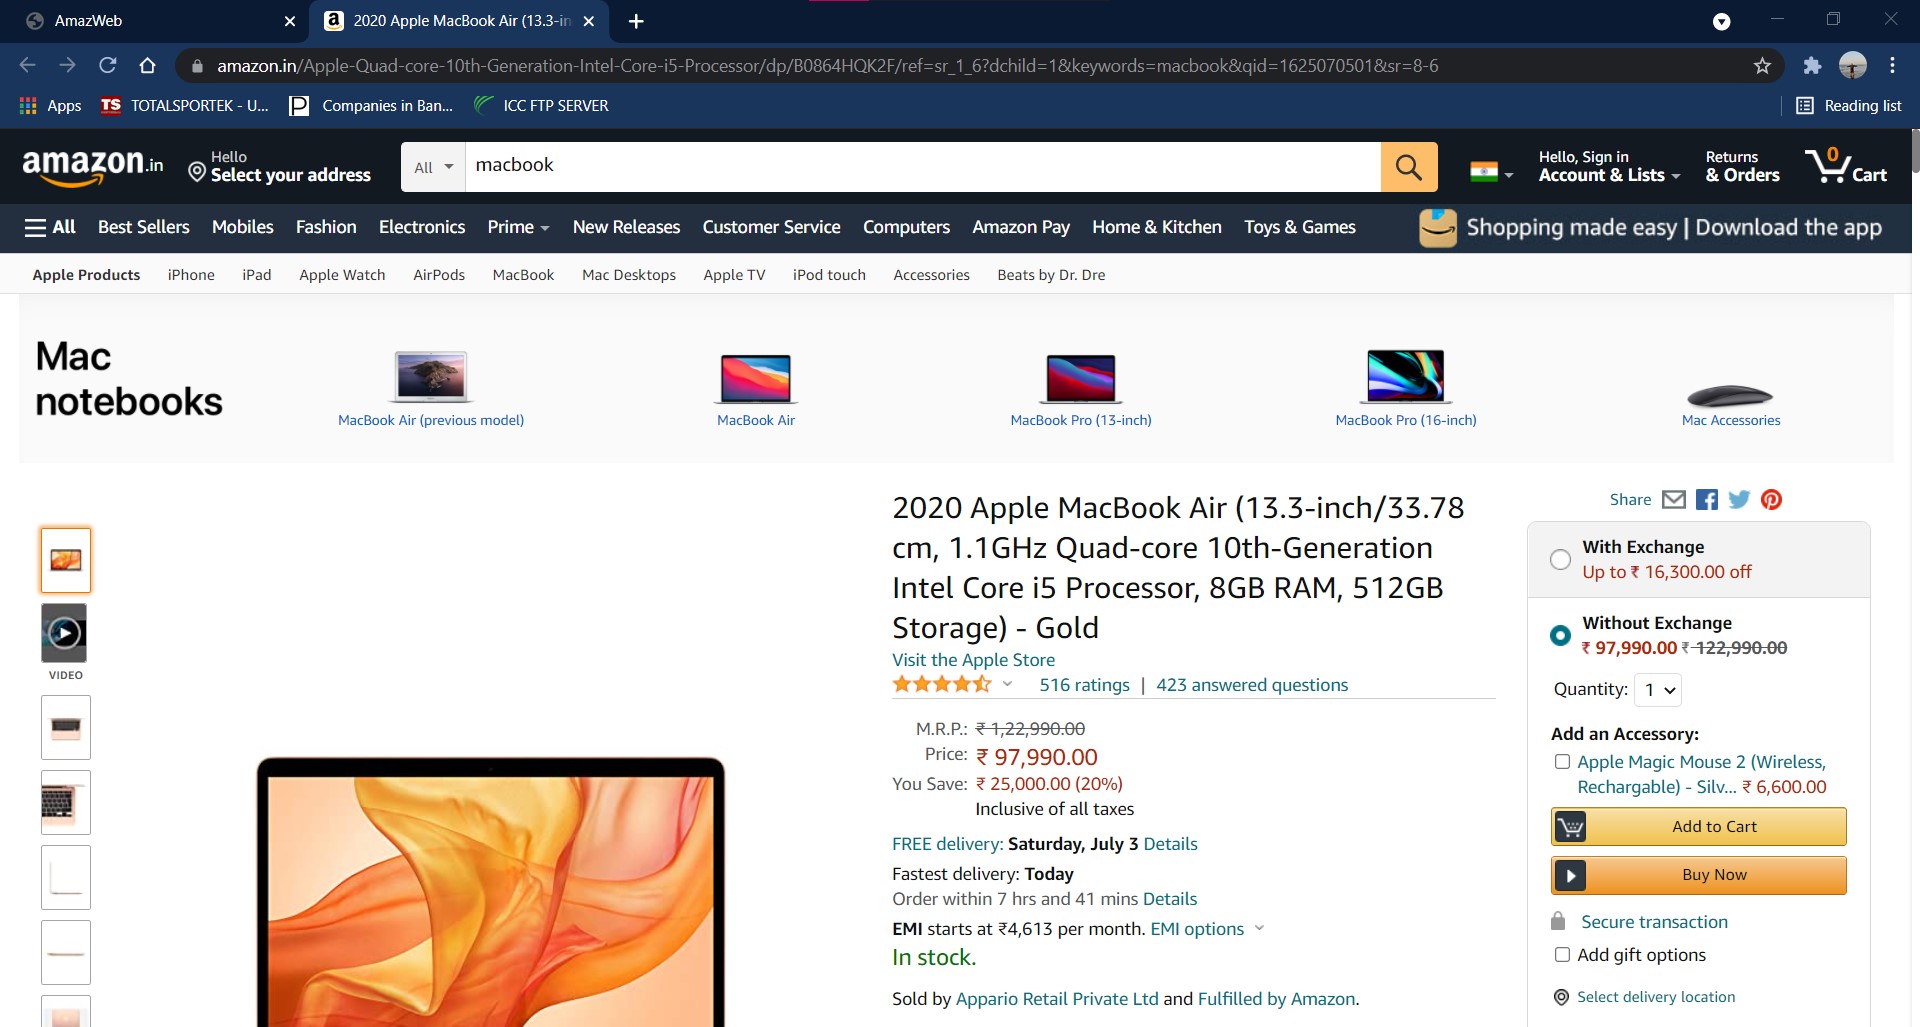 AmazWeb
2020 Apple MacBook Air (13.3-in
amazon.in/Apple-Quad-core-10th-Generation-Intel-Core-i5-Processor/dp/B0864HQK2F/ref=sr_1_6?dchild=1&keywords=macbook&qid=1625070501&sr=8-6
Apps
TS TOTALSPORTEK - U...
P Companies in Ban...
ICC FTP SERVER
Reading list
amazon.in
Hello
Select your address
All
macbook
Hello, Sign in
Account & Lists
Returns
& Orders
0
Cart
All Best Sellers Mobiles Fashion Electronics Prime New Releases Customer Service Computers Amazon Pay Home & Kitchen Toys & Games
Shopping made easy | Download the app
Apple Products iPhone iPad Apple Watch AirPods MacBook Mac Desktops Apple TV iPod touch Accessories Beats by Dr. Dre
Mac
notebooks
MacBook Air (previous model)
MacBook Air
MacBook Pro (13-inch)
MacBook Pro (16-inch)
Mac Accessories
VIDEO
2020 Apple MacBook Air (13.3-inch/33.78
cm, 1.1GHz Quad-core 10th-Generation
Intel Core i5 Processor, 8GB RAM, 512GB
Storage) - Gold
Visit the Apple Store
516 ratings | 423 answered questions
M.R.P.: ₹ 1,22,990.00
Price: ₹ 97,990.00
You Save: ₹ 25,000.00 (20%)
Inclusive of all taxes
FREE delivery: Saturday, July 3 Details
Fastest delivery: Today
Order within 7 hrs and 41 mins Details
EMI starts at ₹4,613 per month. EMI options
In stock.
Sold by Appario Retail Private Ltd and Fulfilled by Amazon.
Share
With Exchange
Up to ₹ 16,300.00 off
Without Exchange
₹ 97,990.00 ₹ 122,990.00
Quantity: 1
Add an Accessory:
Apple Magic Mouse 2 (Wireless,
Rechargable) - Silv... ₹ 6,600.00
Add to Cart
Buy Now
Secure transaction
Add gift options
Select delivery location